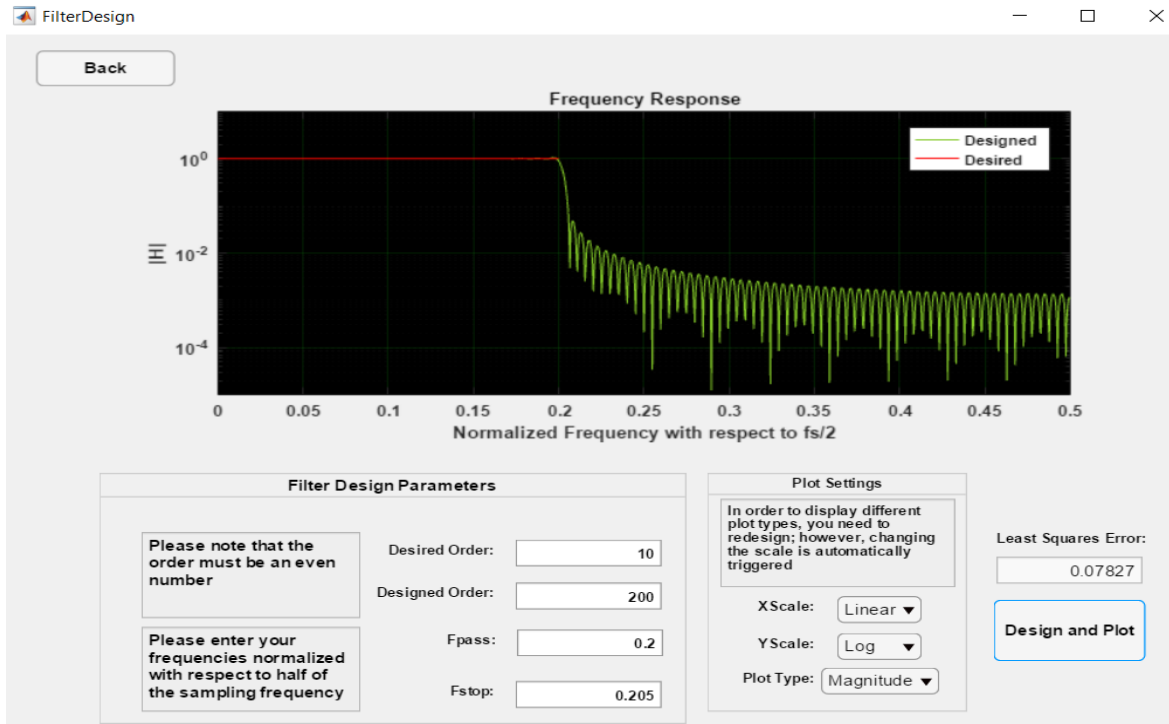 FilterDesign
Back
Frequency Response
Designed
Desired
|H|
10^0
10^-2
10^-4
0 0.05 0.1 0.15 0.2 0.25 0.3 0.35 0.4 0.45 0.5
Normalized Frequency with respect to fs/2
Filter Design Parameters
Please note that the
order must be an even
number
Please enter your
frequencies normalized
with respect to half of
the sampling frequency
Desired Order: 10
Designed Order: 200
Fpass: 0.2
Fstop: 0.205
Plot Settings
In order to display different
plot types, you need to
redesign; however, changing
the scale is automatically
triggered
XScale: Linear
YScale: Log
Plot Type: Magnitude
Least Squares Error:
0.07827
Design and Plot